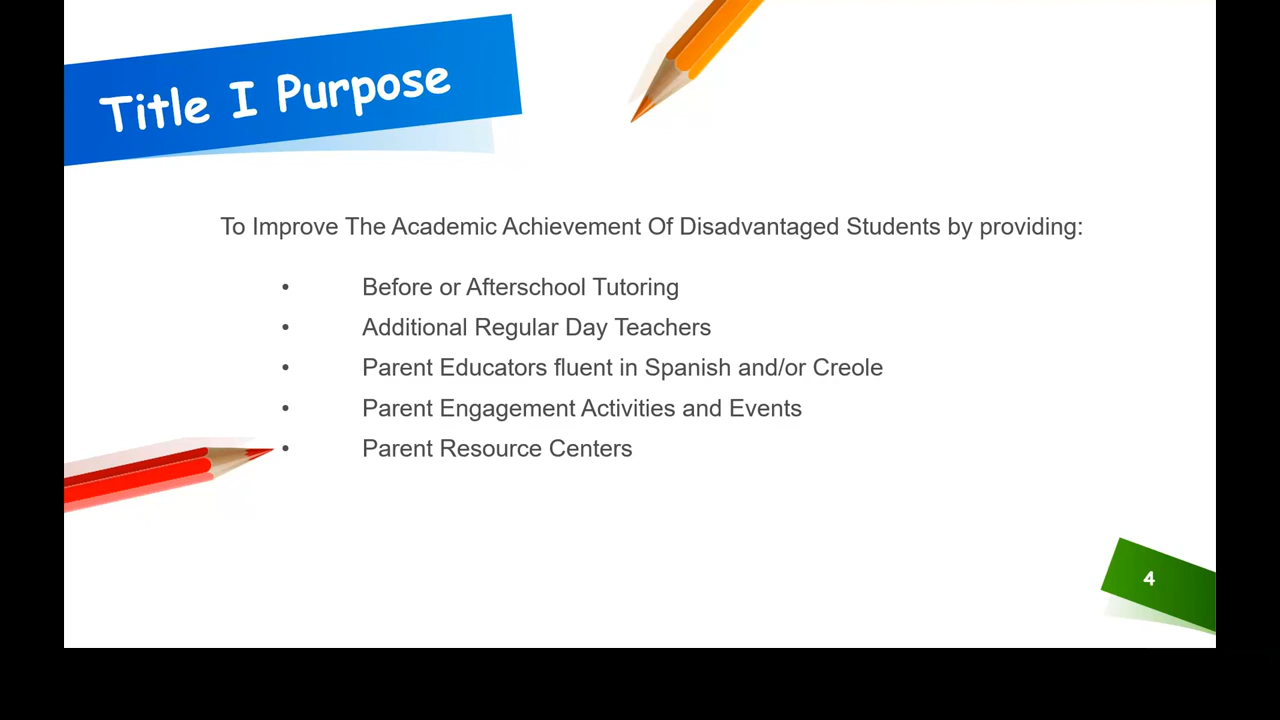 Title I Purpose
To Improve The Academic Achievement Of Disadvantaged Students by providing:
• Before or Afterschool Tutoring
• Additional Regular Day Teachers
• Parent Educators fluent in Spanish and/or Creole
• Parent Engagement Activities and Events
• Parent Resource Centers
4